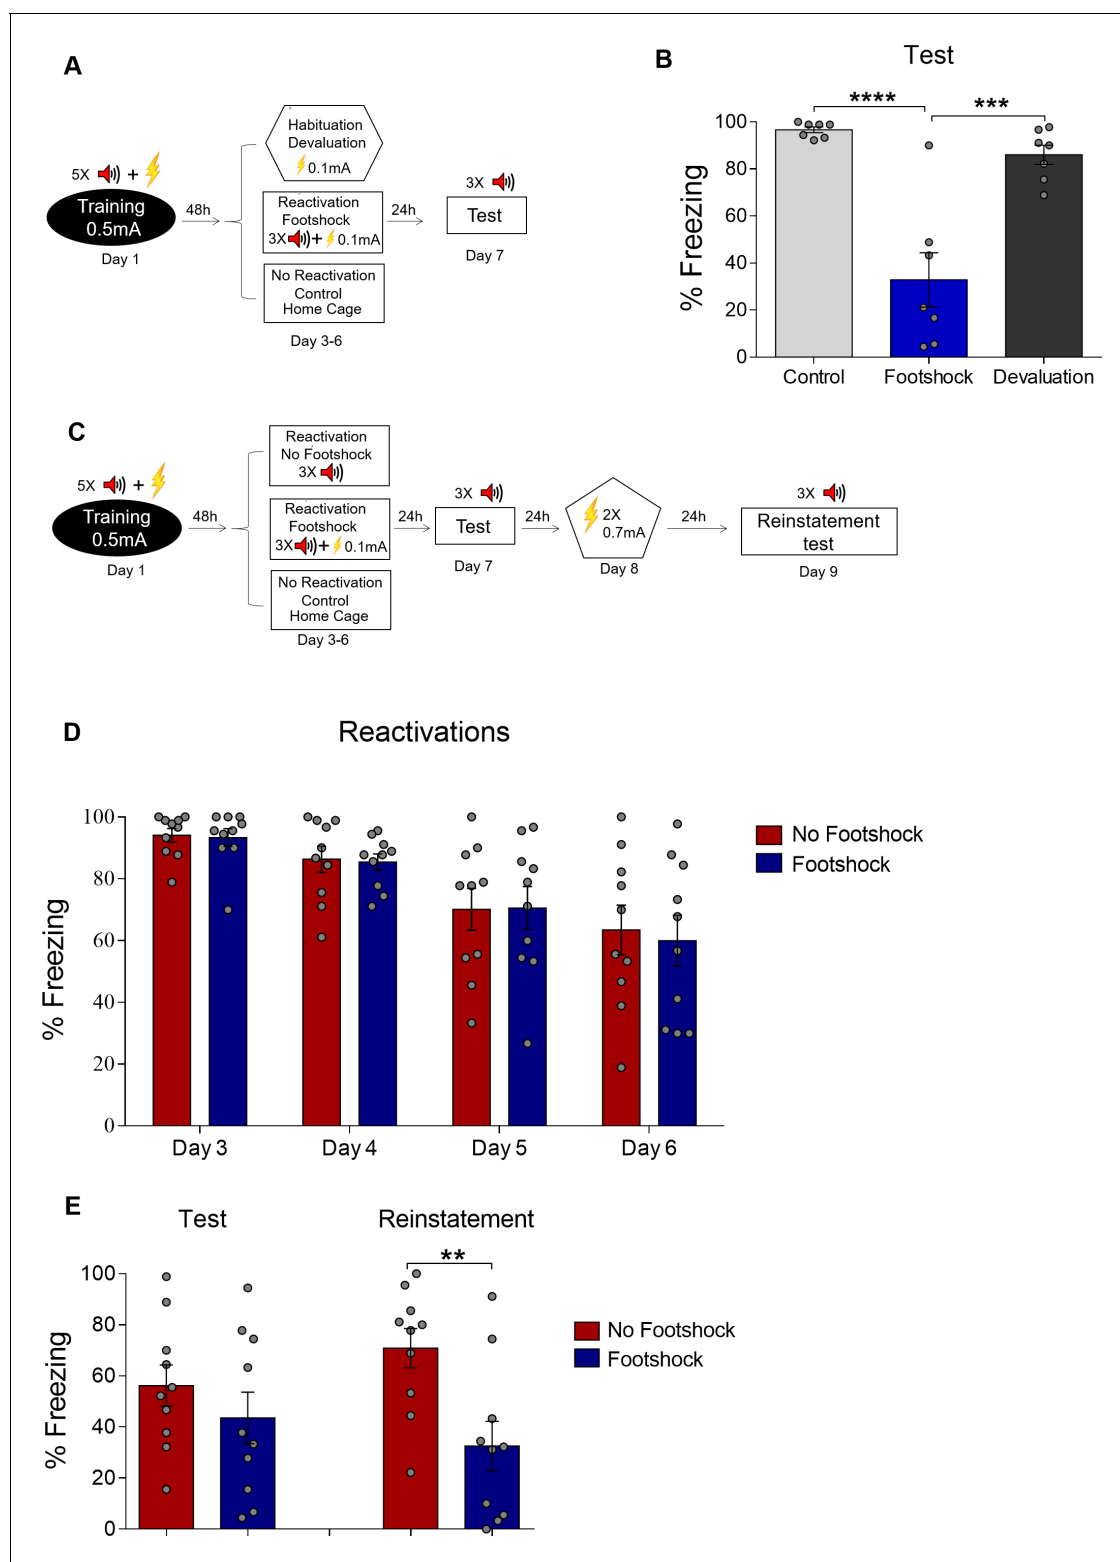 A
5X + 
Training
0.5mA
Day 1
48h
Habituation
Devaluation
0.1mA
Reactivation
Footshock
3X + 0.1mA
No Reactivation
Control
Home Cage
Day 3-6
24h
3X
Test
Day 7
B
Test
**** ***
% Freezing
100
80
60
40
20
0
Control Footshock Devaluation
C
5X +
Training
0.5mA
Day 1
48h
Reactivation
No Footshock
3X
Reactivation
Footshock
3X + 0.1mA
No Reactivation
Control
Home Cage
Day 3-6
24h
3X
Test
Day 7
24h
2X
0.7mA
Day 8
24h
3X
Reinstatement
test
Day 9
D
Reactivations
% Freezing
100
80
60
40
20
0
Day 3 Day 4 Day 5 Day 6
No Footshock
Footshock
E
Test Reinstatement
**
% Freezing
100
80
60
40
20
0
No Footshock
Footshock